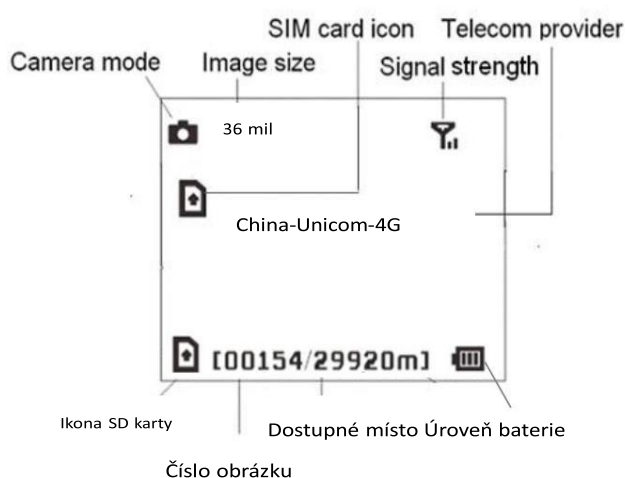 SIM card icon Telecom provider
Camera mode Image size Signal strength
36 mil
China-Unicom-4G
[00154/29920m]
Ikona SD karty Dostupné místo Úroveň baterie
Číslo obrázku